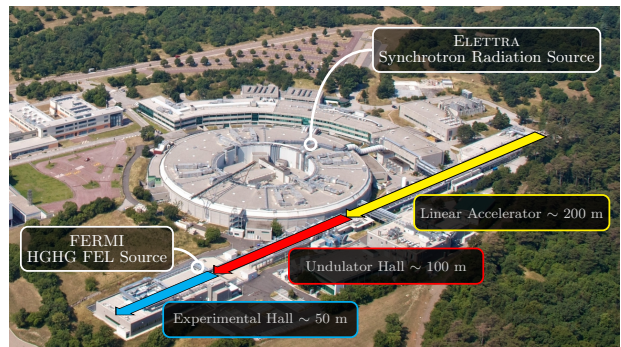 ELETTRA
Synchrotron Radiation Source
Linear Accelerator ~ 200 m
FERMI
HGHG FEL Source
Undulator Hall ~ 100 m
Experimental Hall ~ 50 m